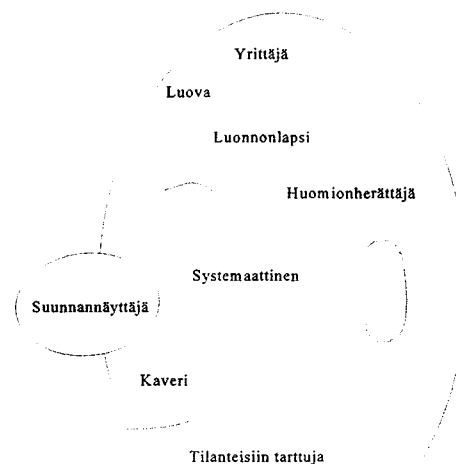 Yrittäjä
Luova
Luonnonlapsi
Huomionherättäjä
Systemaattinen
Suunnannäyttäjä
Kaveri
Tilanteisiin tarttuja